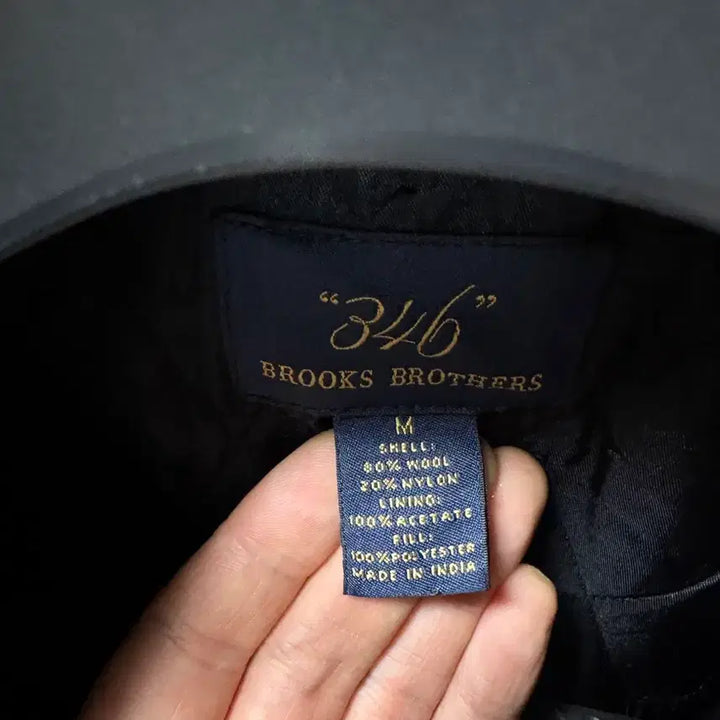 “346”
BROOKS BROTHERS
M
SHELL:
80% WOOL
20% NYLON
LINING:
100% ACETATE
FILL:
100% POLYESTER
MADE IN INDIA